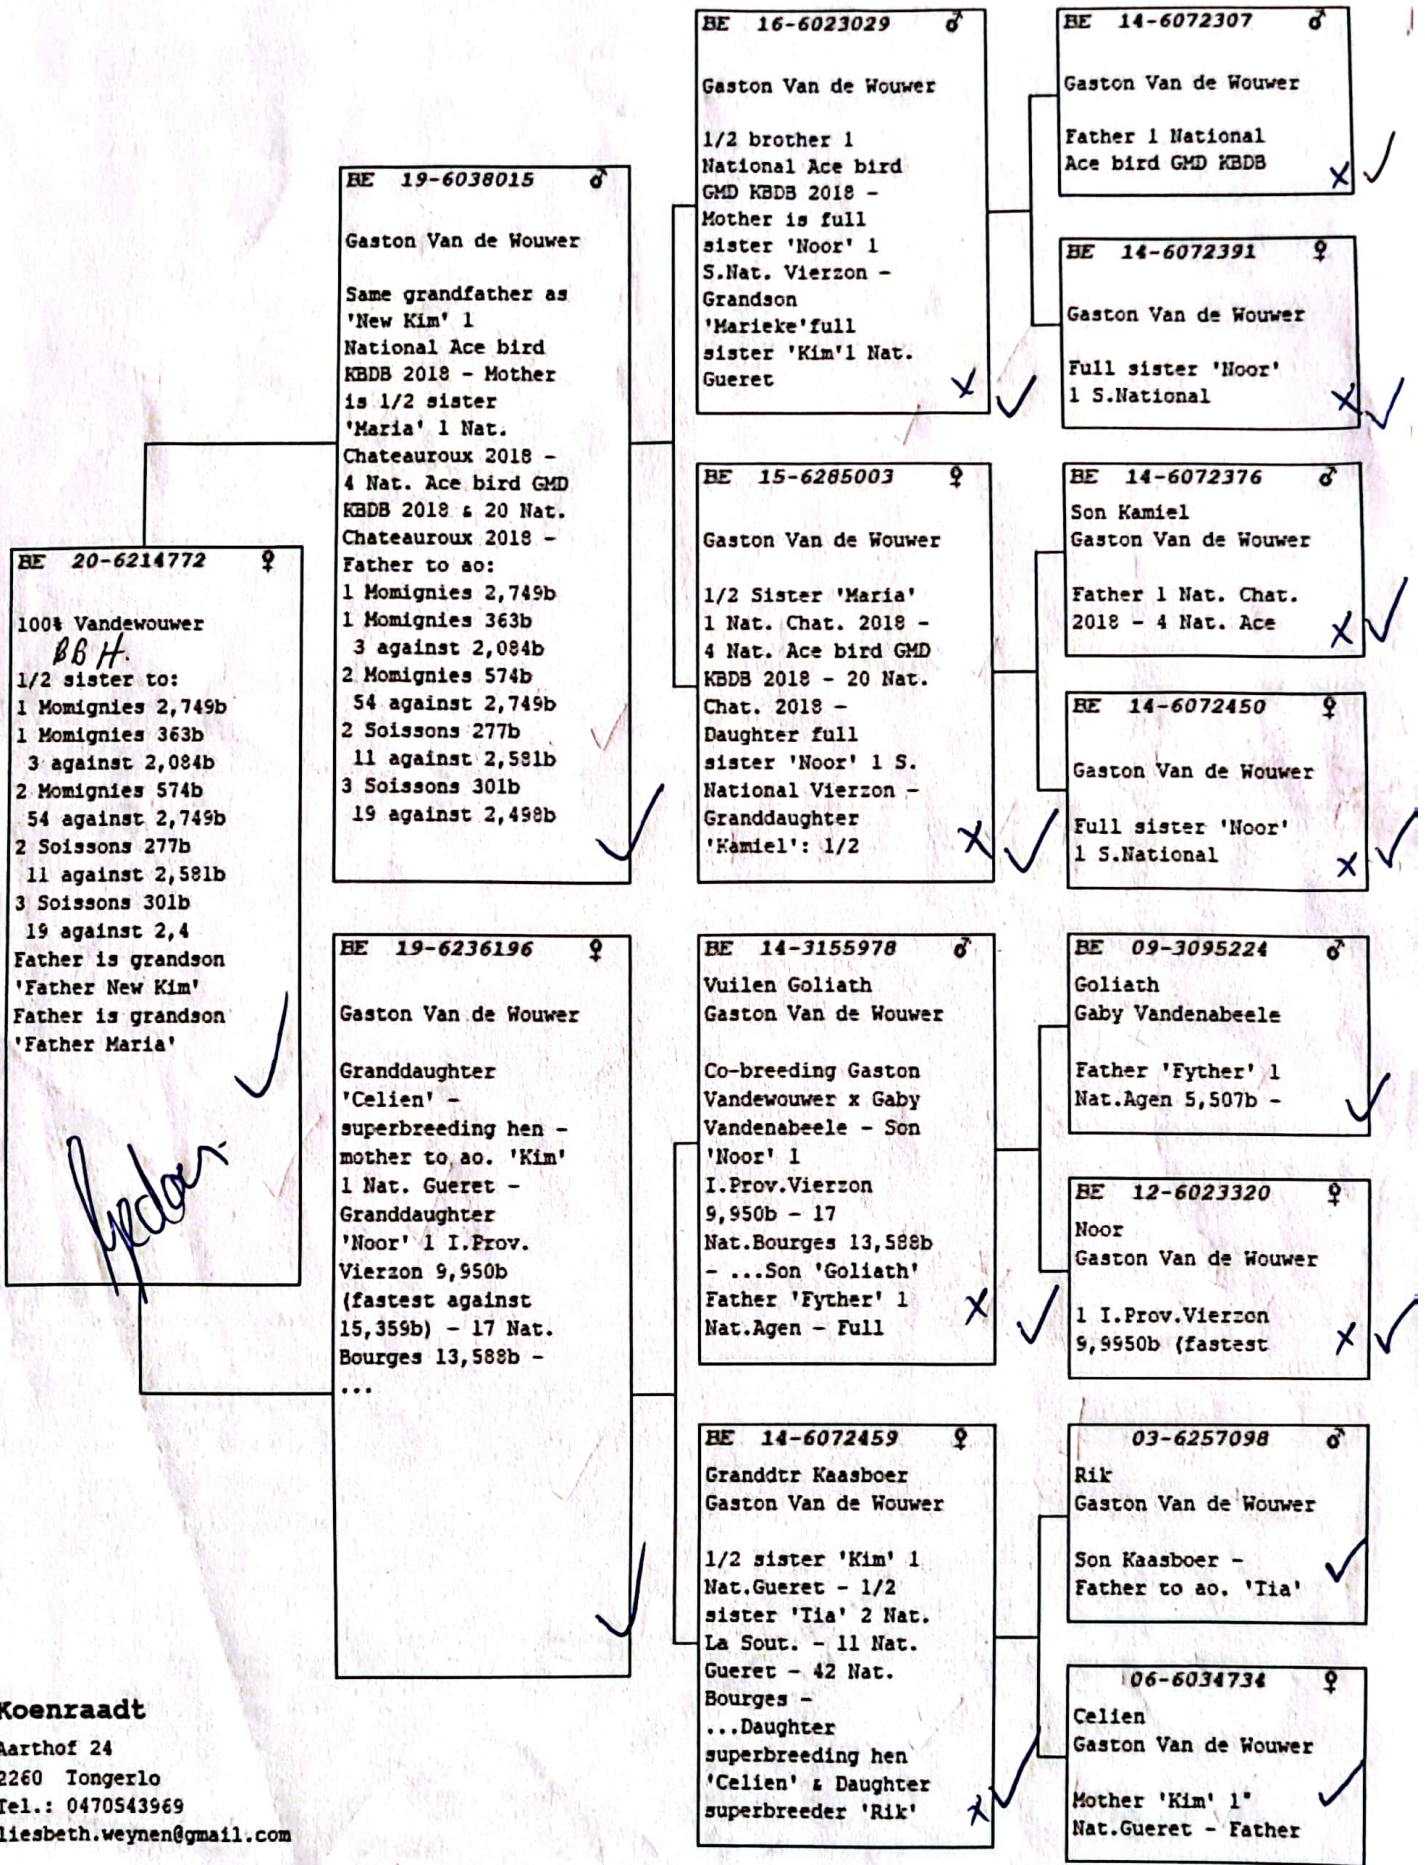 BE 20-6214772 ♀
100% Vandewouwer
BBH.
1/2 sister to:
1 Momignies 2,749b
1 Momignies 363b
3 against 2,084b
2 Momignies 574b
54 against 2,749b
2 Soissons 277b
11 against 2,581b
3 Soissons 301b
19 against 2,4
Father is grandson
'Father New Kim'
Father is grandson
'Father Maria'
BE 19-6038015 ♂
Gaston Van de Wouwer
Same grandfather as
'New Kim' 1
National Ace bird
KBDB 2018 - Mother
is 1/2 sister
'Maria' 1 Nat.
Chateauroux 2018 -
4 Nat. Ace bird GMD
KBDB 2018 & 20 Nat.
Chateauroux 2018 -
Father to ao:
1 Momignies 2,749b
1 Momignies 363b
3 against 2,084b
2 Momignies 574b
54 against 2,749b
2 Soissons 277b
11 against 2,581b
3 Soissons 301b
19 against 2,498b
BE 19-6236196 ♀
Gaston Van de Wouwer
Granddaughter
'Celien' -
superbreeding hen -
mother to ao. 'Kim'
1 Nat. Gueret -
Granddaughter
'Noor' 1 I.Prov.
Vierzon 9,950b
(fastest against
15,359b) - 17 Nat.
Bourges 13,588b -
...
BE 16-6023029 ♂
Gaston Van de Wouwer
1/2 brother 1
National Ace bird
GMD KBDB 2018 -
Mother is full
sister 'Noor' 1
S.Nat. Vierzon -
Grandson
'Marieke'full
sister 'Kim'1 Nat.
Gueret
x
BE 15-6285003 ♀
Gaston Van de Wouwer
1/2 Sister 'Maria'
1 Nat. Chat. 2018 -
4 Nat. Ace bird GMD
KBDB 2018 - 20 Nat.
Chat. 2018 -
Daughter full
sister 'Noor' 1 S.
National Vierzon -
Granddaughter
'Kamiel': 1/2
x
BE 14-3155978 ♂
Vuilen Goliath
Gaston Van de Wouwer
Co-breeding Gaston
Vandewouwer x Gaby
Vandenabeele - Son
'Noor' 1
I.Prov.Vierzon
9,950b - 17
Nat.Bourges 13,588b
- ...Son 'Goliath'
Father 'Fyther' 1
Nat.Agen - Full
x
BE 14-6072459 ♀
Granddtr Kaasboer
Gaston Van de Wouwer
1/2 sister 'Kim' 1
Nat.Gueret - 1/2
sister 'Tia' 2 Nat.
La Sout. - 11 Nat.
Gueret - 42 Nat.
Bourges -
...Daughter
superbreeding hen
'Celien' & Daughter
superbreeder 'Rik'
x
BE 14-6072307 ♂
Gaston Van de Wouwer
Father 1 National
Ace bird GMD KBDB
x
BE 14-6072391 ♀
Gaston Van de Wouwer
Full sister 'Noor'
1 S.National
x
BE 14-6072376 ♂
Son Kamiel
Gaston Van de Wouwer
Father 1 Nat. Chat.
2018 - 4 Nat. Ace
x
BE 14-6072450 ♀
Gaston Van de Wouwer
Full sister 'Noor'
1 S.National
x
BE 09-3095224 ♂
Goliath
Gaby Vandenabeele
Father 'Fyther' 1
Nat.Agen 5,507b -
BE 12-6023320 ♀
Noor
Gaston Van de Wouwer
1 I.Prov.Vierzon
9,9950b (fastest
x
03-6257098 ♂
Rik
Gaston Van de Wouwer
Son Kaasboer -
Father to ao. 'Tia'
06-6034734 ♀
Celien
Gaston Van de Wouwer
Mother 'Kim' 1°
Nat.Gueret - Father
Koenraadt
Aarthof 24
2260 Tongerlo
Tel.: 0470543969
liesbeth.weynen@gmail.com